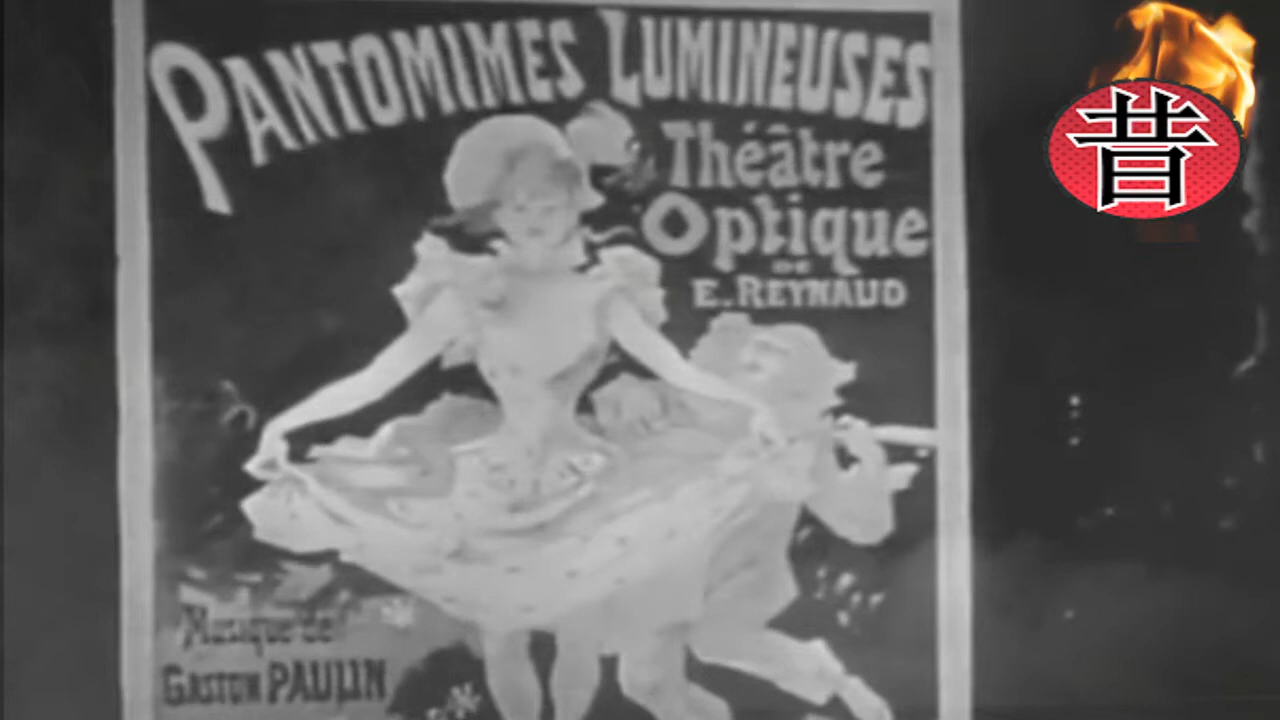 PANTOMIMES LUMINEUSES
Théâtre
Optique
DE
E. REYNAUD
Musique de
GASTON PAULIN
昔